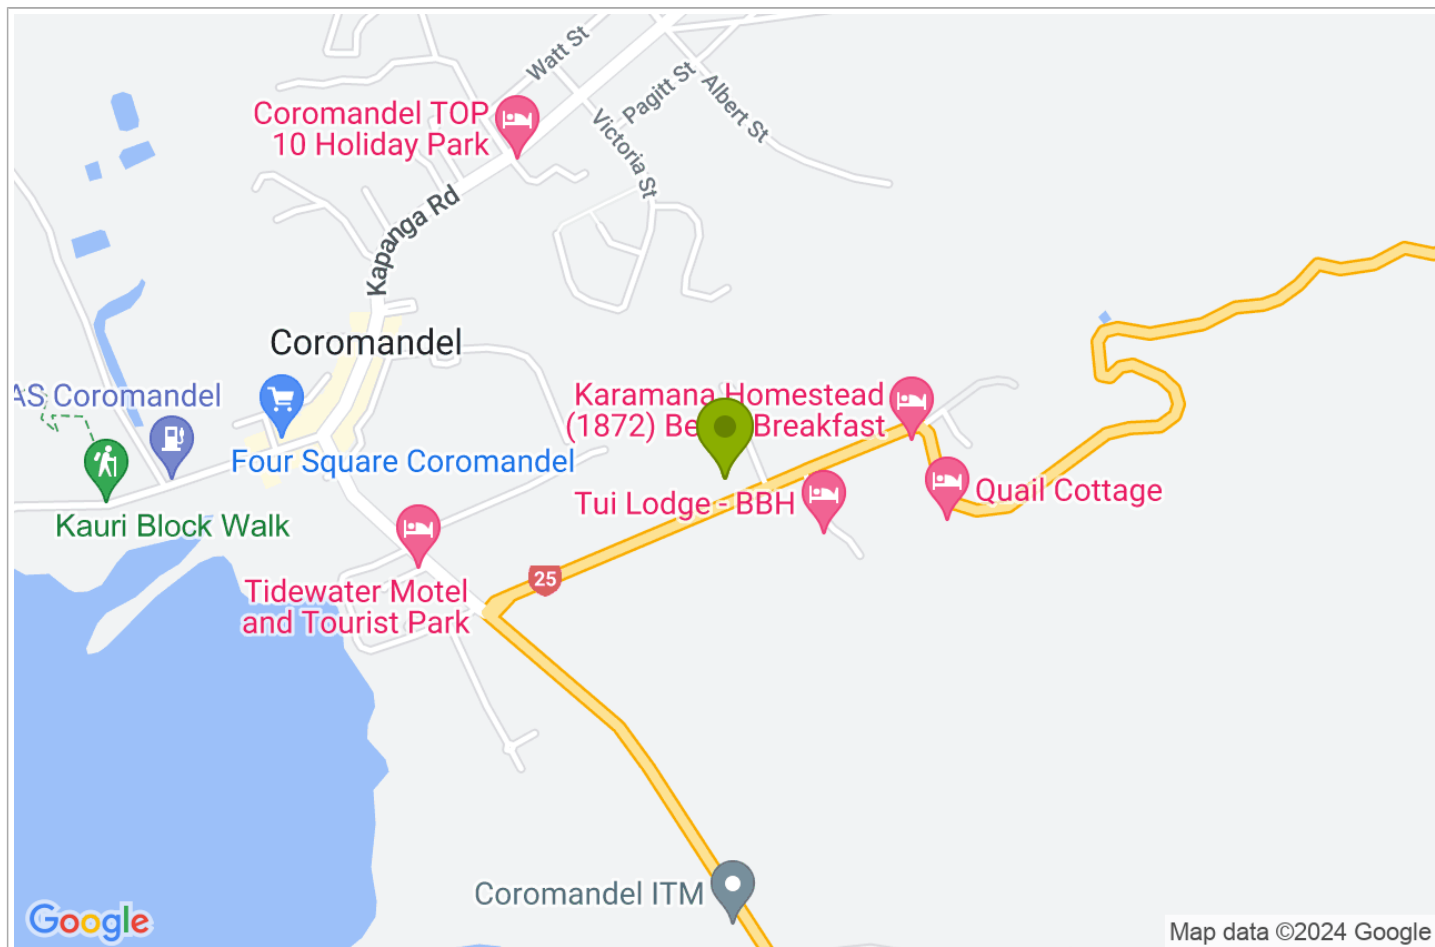 Watt St
Pagitt St
Albert St
Coromandel TOP
10 Holiday Park
Victoria St
Kapanga Rd
Coromandel
AS Coromandel
Karamana Homestead
(1872) Bed Breakfast
Four Square Coromandel
Tui Lodge - BBH
Quail Cottage
Kauri Block Walk
25
Tidewater Motel
and Tourist Park
Coromandel ITM
Google
Map data ©2024 Google